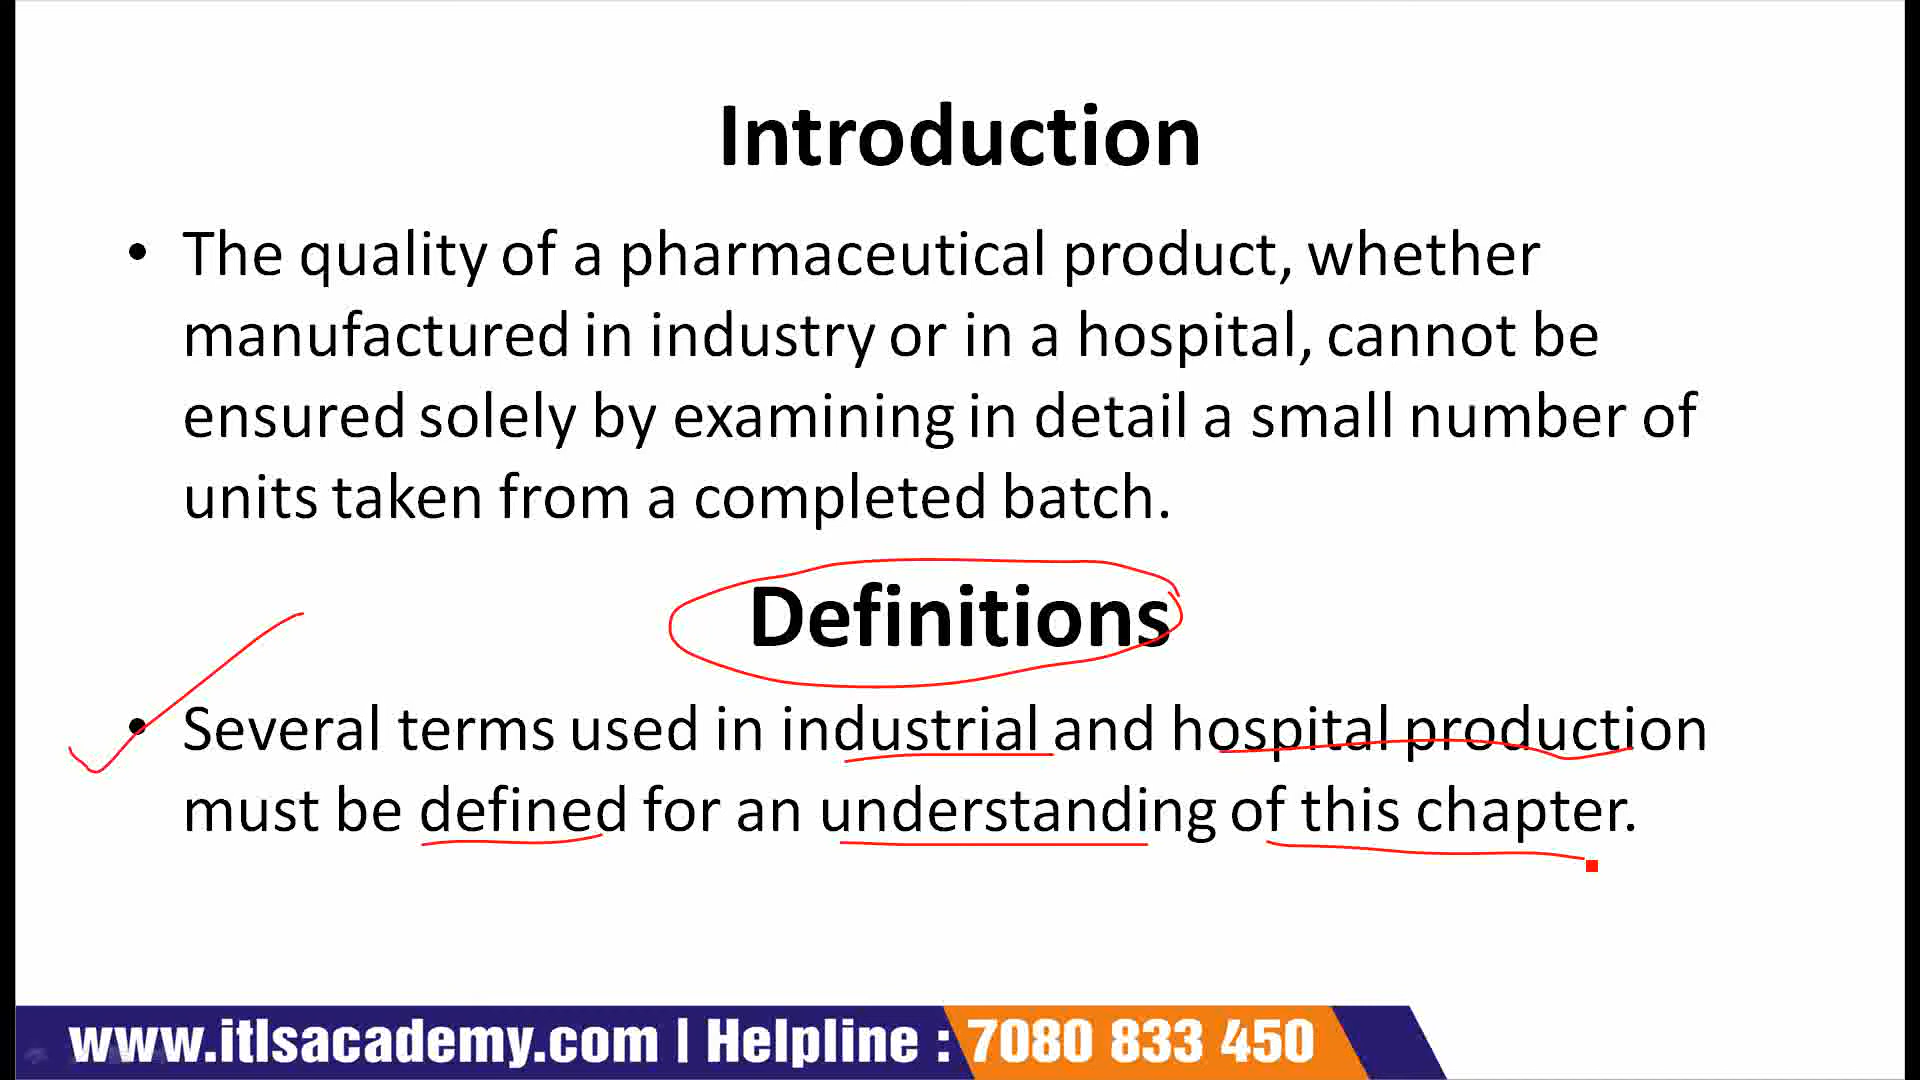 Introduction
• The quality of a pharmaceutical product, whether
manufactured in industry or in a hospital, cannot be
ensured solely by examining in detail a small number of
units taken from a completed batch.
Definitions
• Several terms used in industrial and hospital production
must be defined for an understanding of this chapter.
www.itlsacademy.com | Helpline : 7080 833 450